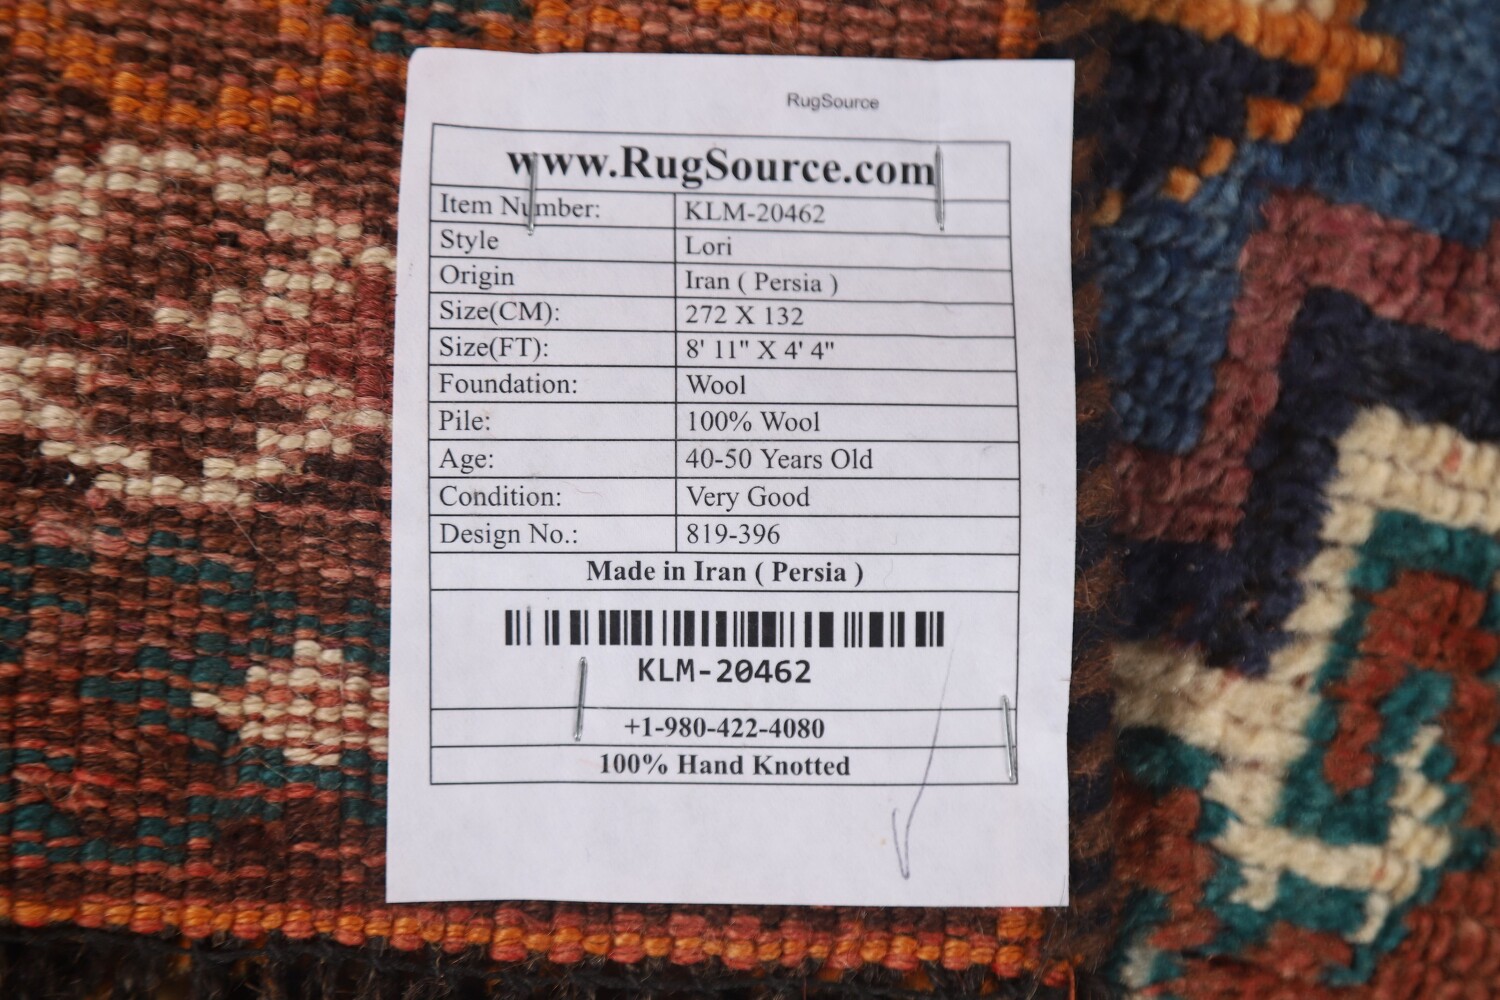 RugSource
www.RugSource.com
Item Number: KLM-20462
Style Lori
Origin Iran ( Persia )
Size(CM): 272 X 132
Size(FT): 8' 11" X 4' 4"
Foundation: Wool
Pile: 100% Wool
Age: 40-50 Years Old
Condition: Very Good
Design No.: 819-396
Made in Iran ( Persia )
KLM-20462
+1-980-422-4080
100% Hand Knotted